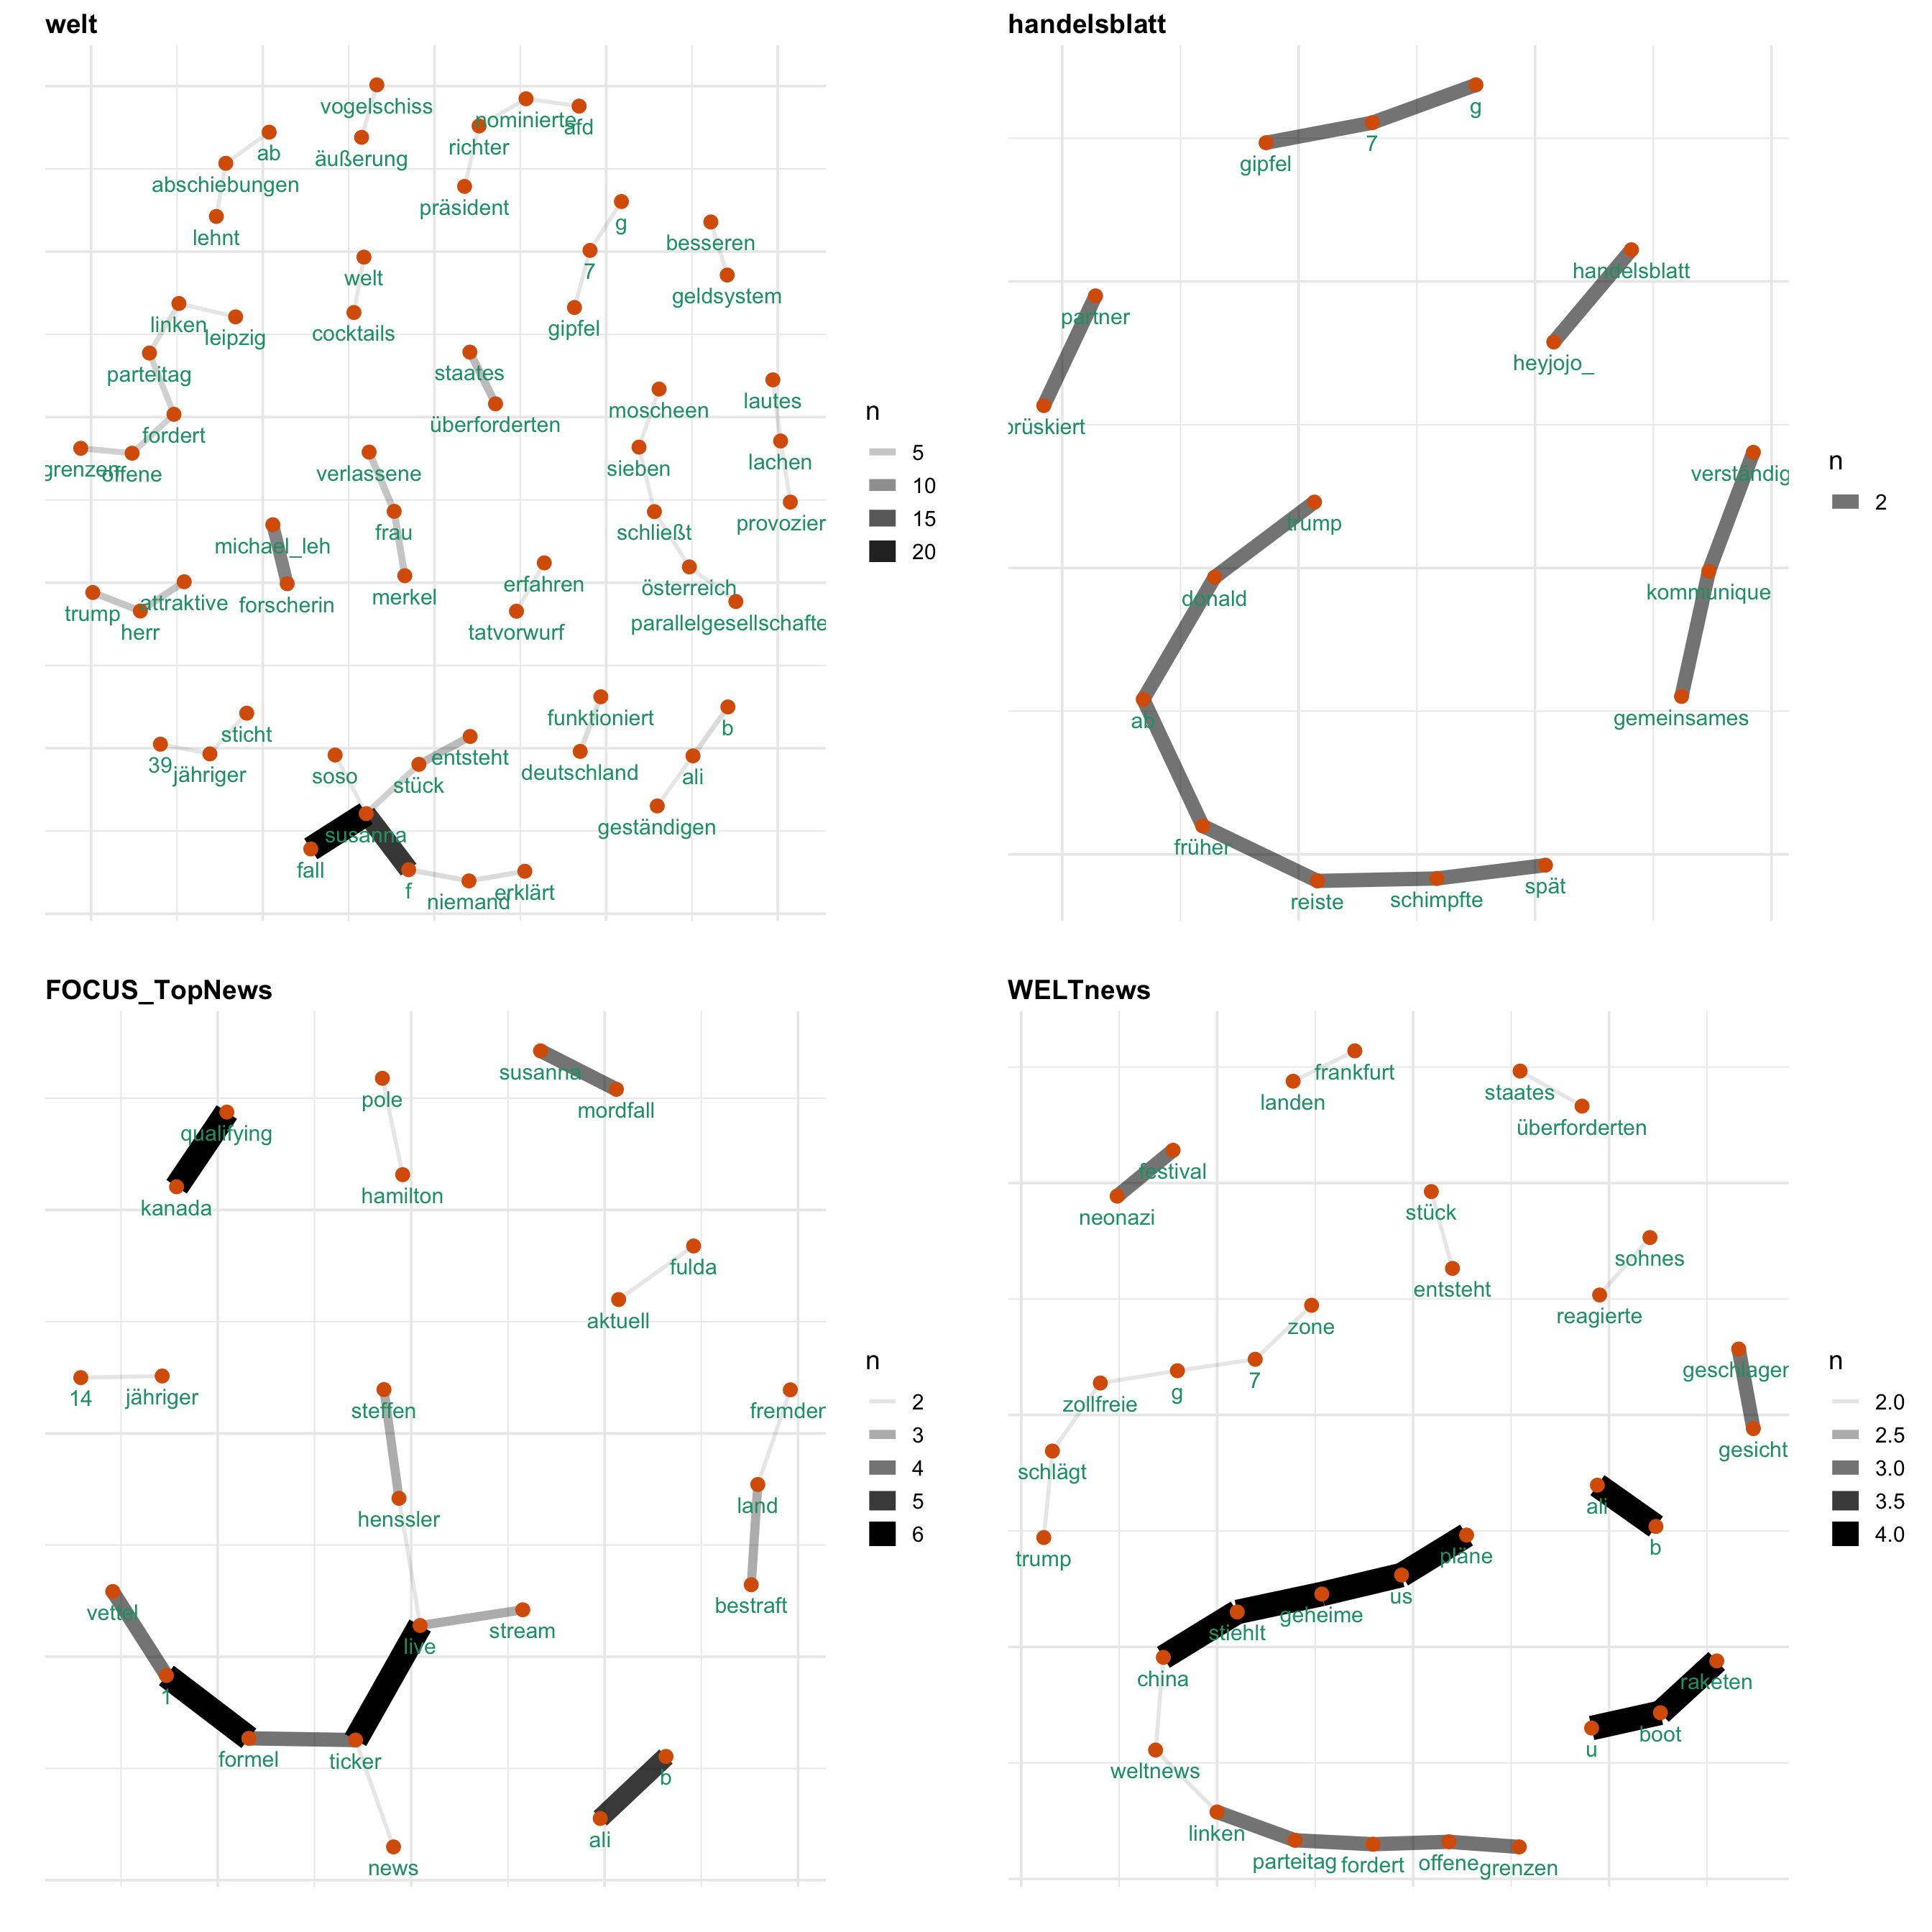 welt
vogelschiss
nominierte
afd
ab
richter
äußerung
abschiebungen
präsident
g
lehnt
besseren
welt
7
geldsystem
linken
leipzig
cocktails
gipfel
parteitag
staates
lautes
moscheen
fordert
überforderten
grenzen
offene
verlassene
sieben
lachen
frau
schließt
provozier
michael_leh
erfahren
österreich
trump
attraktive
forscherin
merkel
herr
tatvorwurf
parallelgesellschafte
sticht
funktioniert
b
39
jähriger
soso
entsteht
stück
deutschland
ali
susanna
geständigen
fall
f
niemand
erklärt
n
5
10
15
20
handelsblatt
g
7
gipfel
handelsblatt
partner
heyjojo_
prüskiert
verständig
trump
donald
kommunique
ab
gemeinsames
früher
reiste
schimpfte
spät
n
2
FOCUS_TopNews
susanna
pole
mordfall
qualifying
hamilton
kanada
fulda
aktuell
14
jähriger
steffen
fremder
henssler
land
vettel
bestraft
live
stream
1
formel
ticker
b
ali
news
n
2
3
4
5
6
WELTnews
frankfurt
landen
staates
überforderten
festival
neonazi
stück
sohnes
entsteht
reagierte
zone
7
g
zollfreie
geschlagen
gesicht
schlägt
ali
b
trump
pläne
us
geheime
stiehlt
china
raketen
boot
u
weltnews
linken
parteitag
fordert
offene
grenzen
n
2.0
2.5
3.0
3.5
4.0